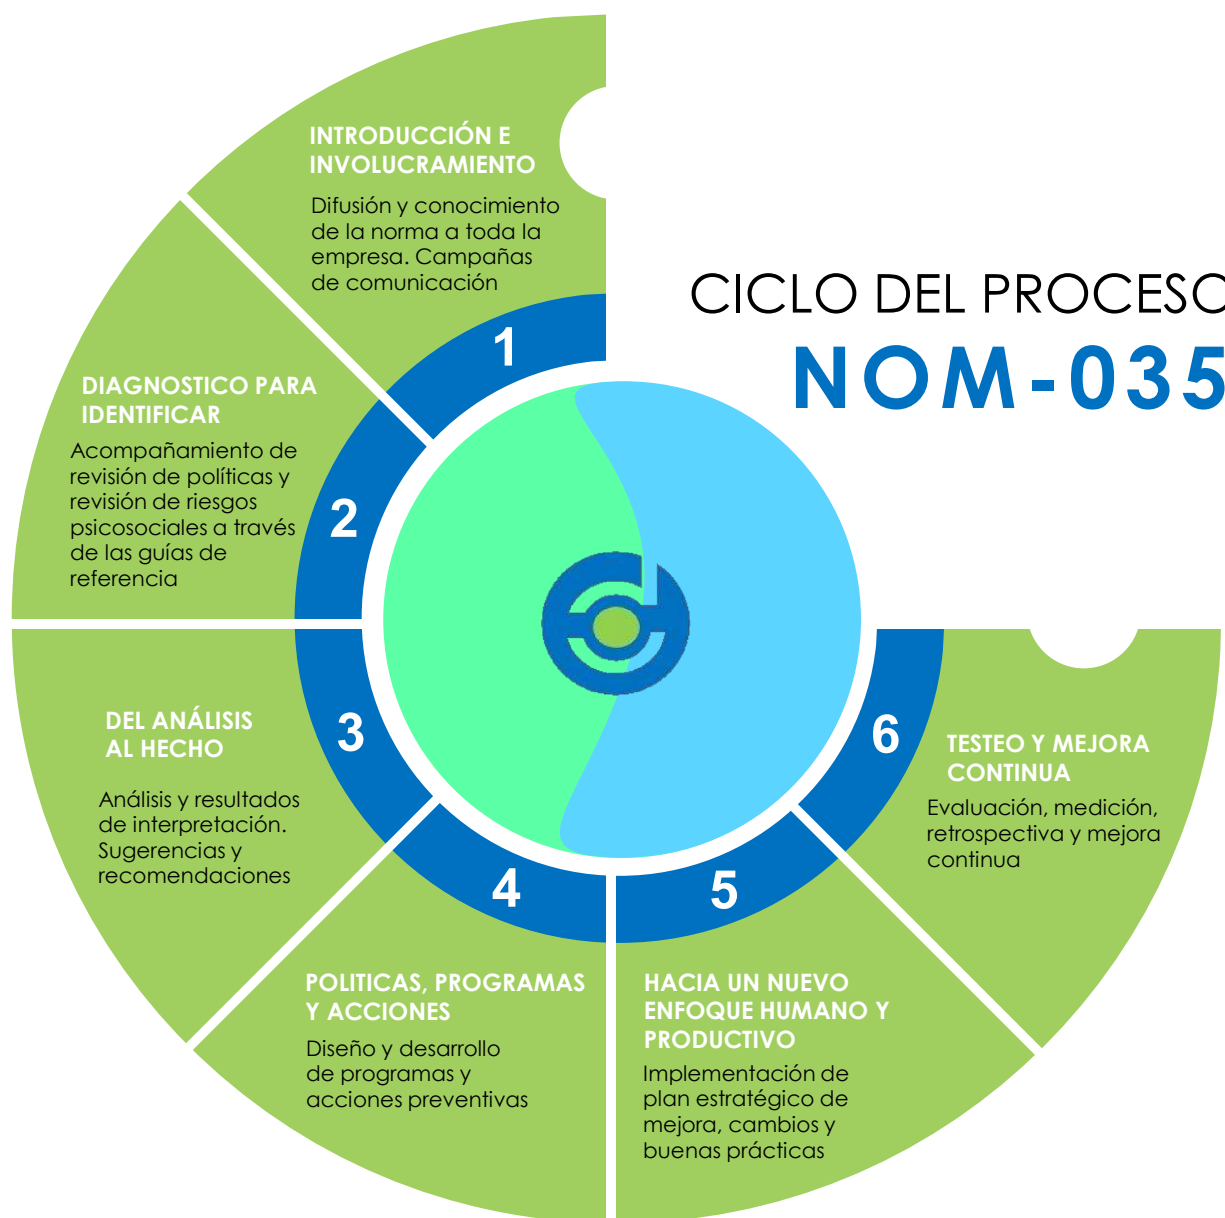 CICLO DEL PROCESO
NOM-035
INTRODUCCIÓN E
INVOLUCRAMIENTO
Difusión y conocimiento
de la norma a toda la
empresa. Campañas
de comunicación
1
DIAGNOSTICO PARA
IDENTIFICAR
Acompañamiento de
revisión de políticas y
revisión de riesgos
psicosociales a través
de las guías de
referencia
2
DEL ANÁLISIS
AL HECHO
Análisis y resultados
de interpretación.
Sugerencias y
recomendaciones
3
POLITICAS, PROGRAMAS
Y ACCIONES
Diseño y desarrollo
de programas y
acciones preventivas
4
HACIA UN NUEVO
ENFOQUE HUMANO Y
PRODUCTIVO
Implementación de
plan estratégico de
mejora, cambios y
buenas prácticas
5
TESTEO Y MEJORA
CONTINUA
Evaluación, medición,
retrospectiva y mejora
continua
6